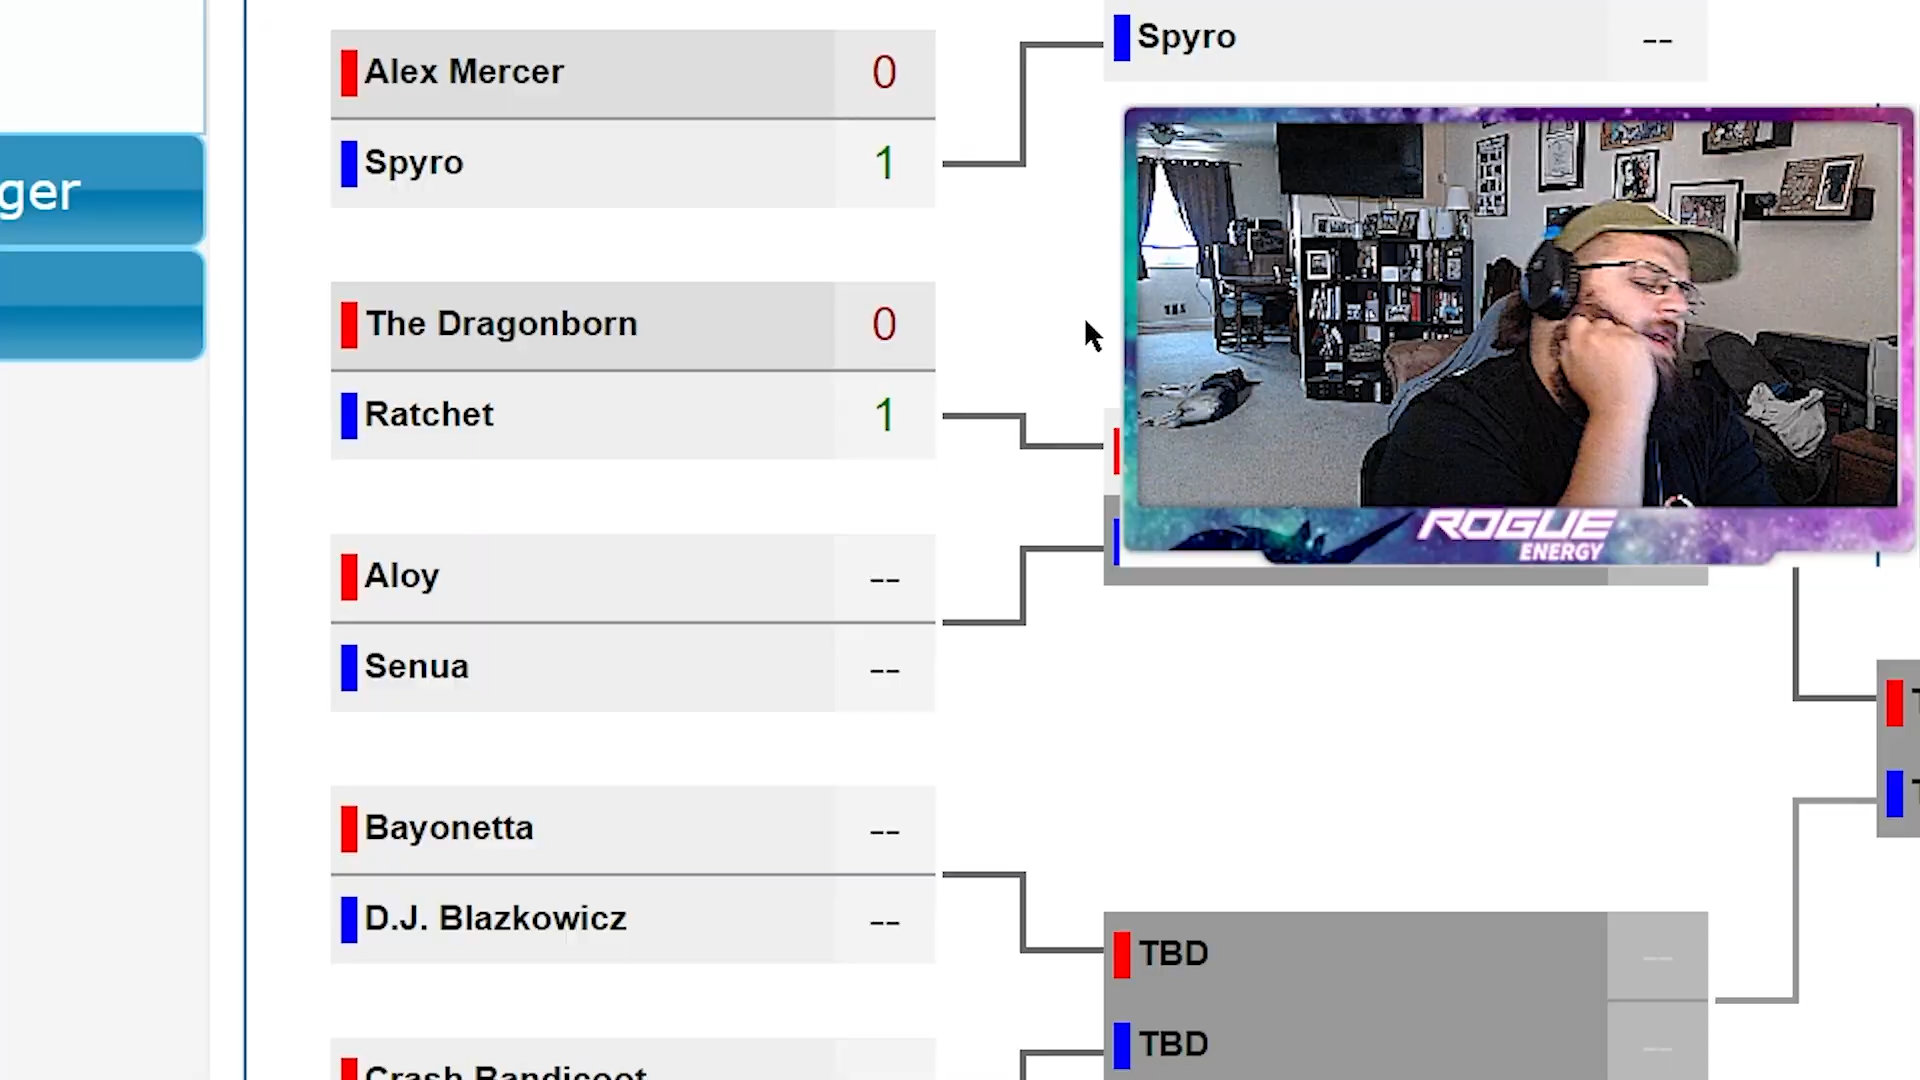 Alex Mercer 0
Spyro 1
Spyro --
ger
The Dragonborn 0
Ratchet 1
ROGUE
ENERGY
Aloy --
Senua --
Bayonetta --
D.J. Blazkowicz --
TBD --
TBD --
Crash Bandicoot